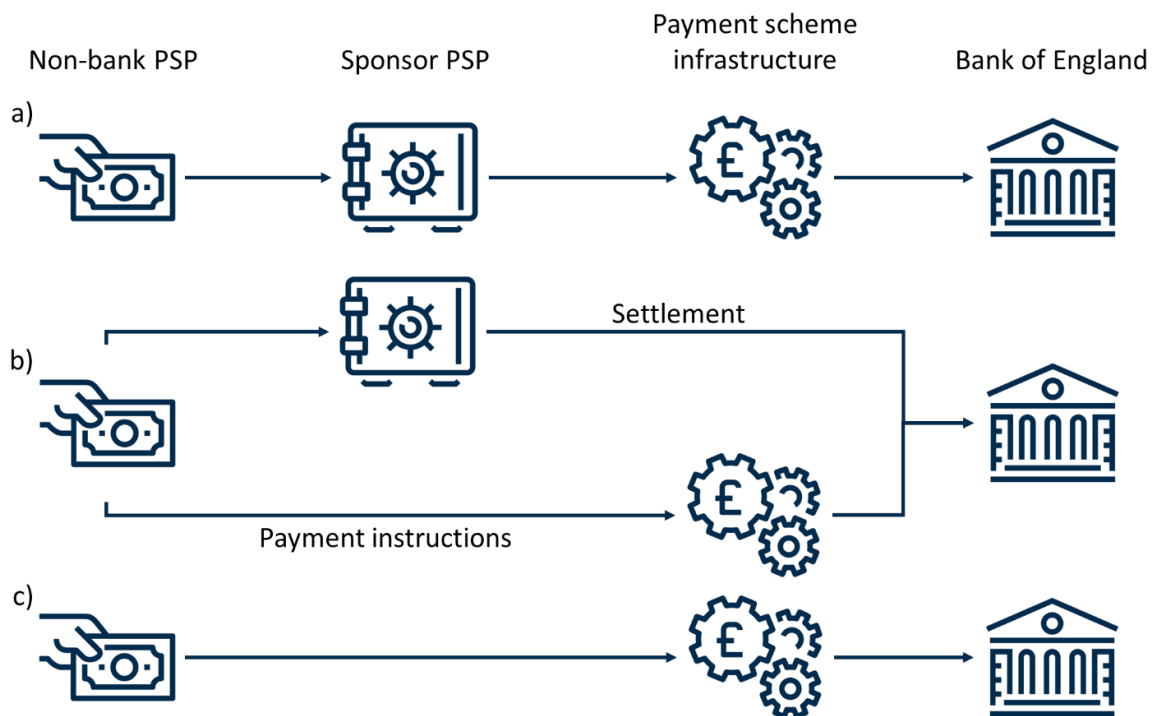 Non-bank PSP
Sponsor PSP
Payment scheme
infrastructure
Bank of England
a)
£
Settlement
b)
£
Payment instructions
c)
£